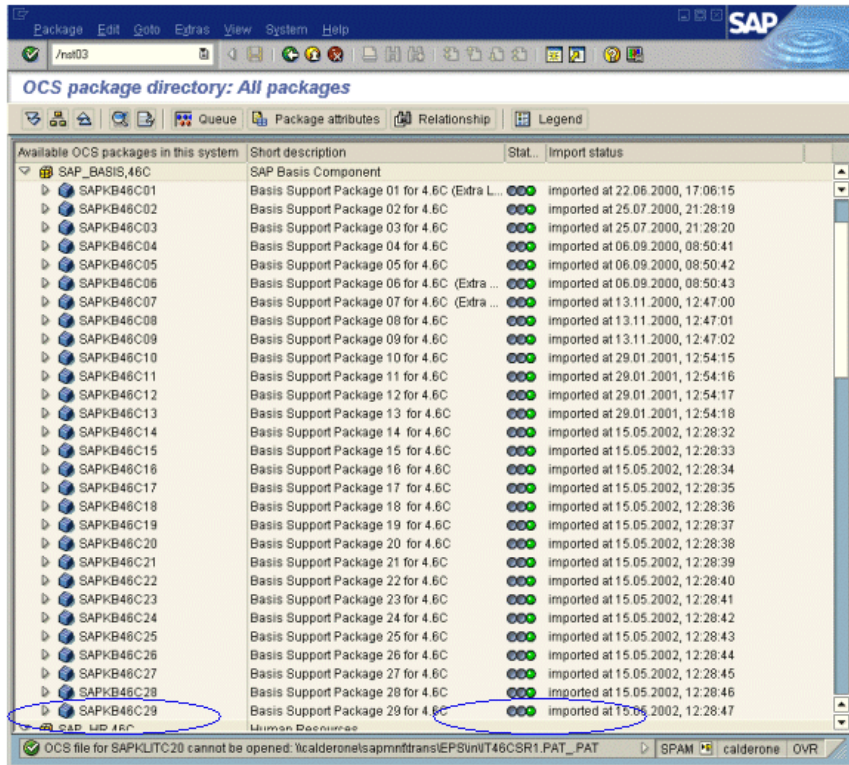 Package Edit Goto Extras View System Help
SAP
/nst03
OCS package directory: All packages
Queue Package attributes Relationship Legend
Available OCS packages in this system Short description Stat... Import status
SAP_BASIS,46C SAP Basis Component
SAPKB46C01 Basis Support Package 01 for 4.6C (Extra L... imported at 22.06.2000, 17:06:15
SAPKB46C02 Basis Support Package 02 for 4.6C imported at 25.07.2000, 21:28:19
SAPKB46C03 Basis Support Package 03 for 4.6C imported at 25.07.2000, 21:28:20
SAPKB46C04 Basis Support Package 04 for 4.6C imported at 06.09.2000, 08:50:41
SAPKB46C05 Basis Support Package 05 for 4.6C imported at 06.09.2000, 08:50:42
SAPKB46C06 Basis Support Package 06 for 4.6C (Extra ... imported at 06.09.2000, 08:50:43
SAPKB46C07 Basis Support Package 07 for 4.6C (Extra ... imported at 13.11.2000, 12:47:00
SAPKB46C08 Basis Support Package 08 for 4.6C imported at 13.11.2000, 12:47:01
SAPKB46C09 Basis Support Package 09 for 4.6C imported at 13.11.2000, 12:47:02
SAPKB46C10 Basis Support Package 10 for 4.6C imported at 29.01.2001, 12:54:15
SAPKB46C11 Basis Support Package 11 for 4.6C imported at 29.01.2001, 12:54:16
SAPKB46C12 Basis Support Package 12 for 4.6C imported at 29.01.2001, 12:54:17
SAPKB46C13 Basis Support Package 13 for 4.6C imported at 29.01.2001, 12:54:18
SAPKB46C14 Basis Support Package 14 for 4.6C imported at 15.05.2002, 12:28:32
SAPKB46C15 Basis Support Package 15 for 4.6C imported at 15.05.2002, 12:28:33
SAPKB46C16 Basis Support Package 16 for 4.6C imported at 15.05.2002, 12:28:34
SAPKB46C17 Basis Support Package 17 for 4.6C imported at 15.05.2002, 12:28:35
SAPKB46C18 Basis Support Package 18 for 4.6C imported at 15.05.2002, 12:28:36
SAPKB46C19 Basis Support Package 19 for 4.6C imported at 15.05.2002, 12:28:37
SAPKB46C20 Basis Support Package 20 for 4.6C imported at 15.05.2002, 12:28:38
SAPKB46C21 Basis Support Package 21 for 4.6C imported at 15.05.2002, 12:28:39
SAPKB46C22 Basis Support Package 22 for 4.6C imported at 15.05.2002, 12:28:40
SAPKB46C23 Basis Support Package 23 for 4.6C imported at 15.05.2002, 12:28:41
SAPKB46C24 Basis Support Package 24 for 4.6C imported at 15.05.2002, 12:28:42
SAPKB46C25 Basis Support Package 25 for 4.6C imported at 15.05.2002, 12:28:43
SAPKB46C26 Basis Support Package 26 for 4.6C imported at 15.05.2002, 12:28:44
SAPKB46C27 Basis Support Package 27 for 4.6C imported at 15.05.2002, 12:28:45
SAPKB46C28 Basis Support Package 28 for 4.6C imported at 15.05.2002, 12:28:46
SAPKB46C29 Basis Support Package 29 for 4.6C imported at 15.05.2002, 12:28:47
SAP_HR,46C Human Resources
OCS file for SAPKLITC20 cannot be opened: \\calderone\sapmnt\trans\EPS\in\IT46CSR1.PAT_.PAT SPAM calderone OVR